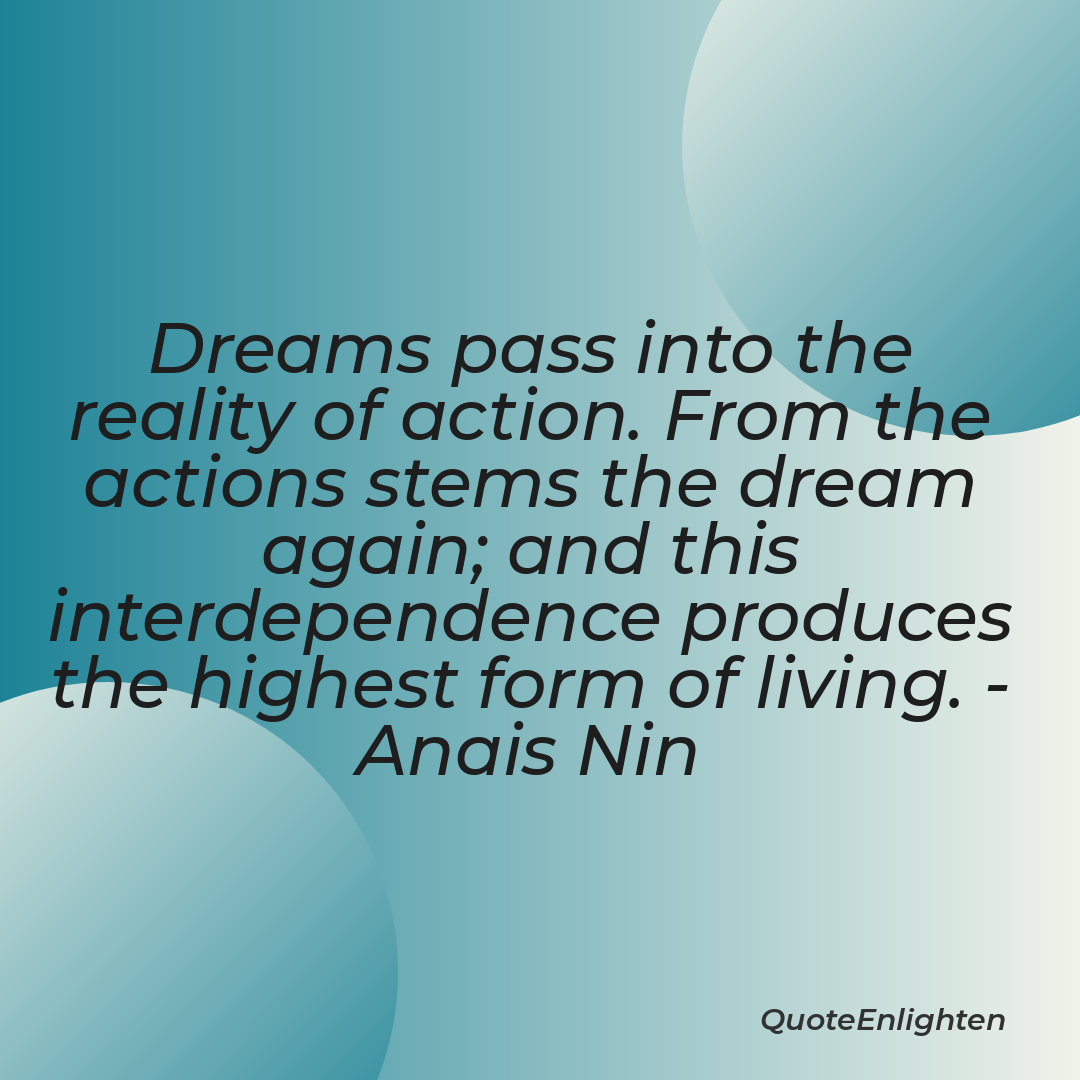 Dreams pass into the
reality of action. From the
actions stems the dream
again; and this
interdependence produces
the highest form of living. -
Anais Nin
QuoteEnlighten